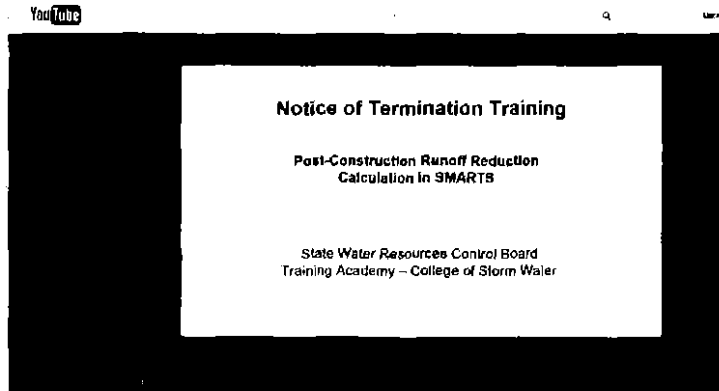 YouTube
Notice of Termination Training
Post-Construction Runoff Reduction
Calculation in SMARTS
State Water Resources Control Board
Training Academy – College of Storm Water